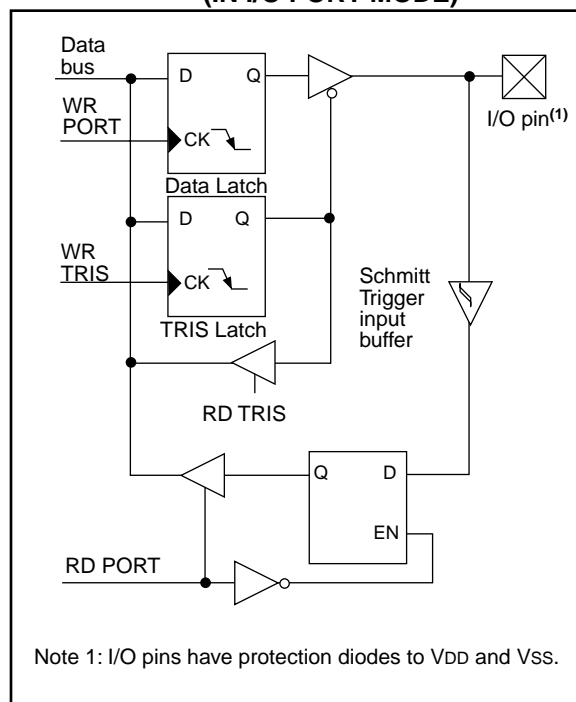 (IN I/O PORT MODE)
Data
bus
D
Q
WR
PORT
CK
I/O pin(1)
Data Latch
D
Q
WR
TRIS
CK
TRIS Latch
Schmitt
Trigger
input
buffer
RD TRIS
Q
D
EN
RD PORT
Note 1: I/O pins have protection diodes to VDD and VSS.